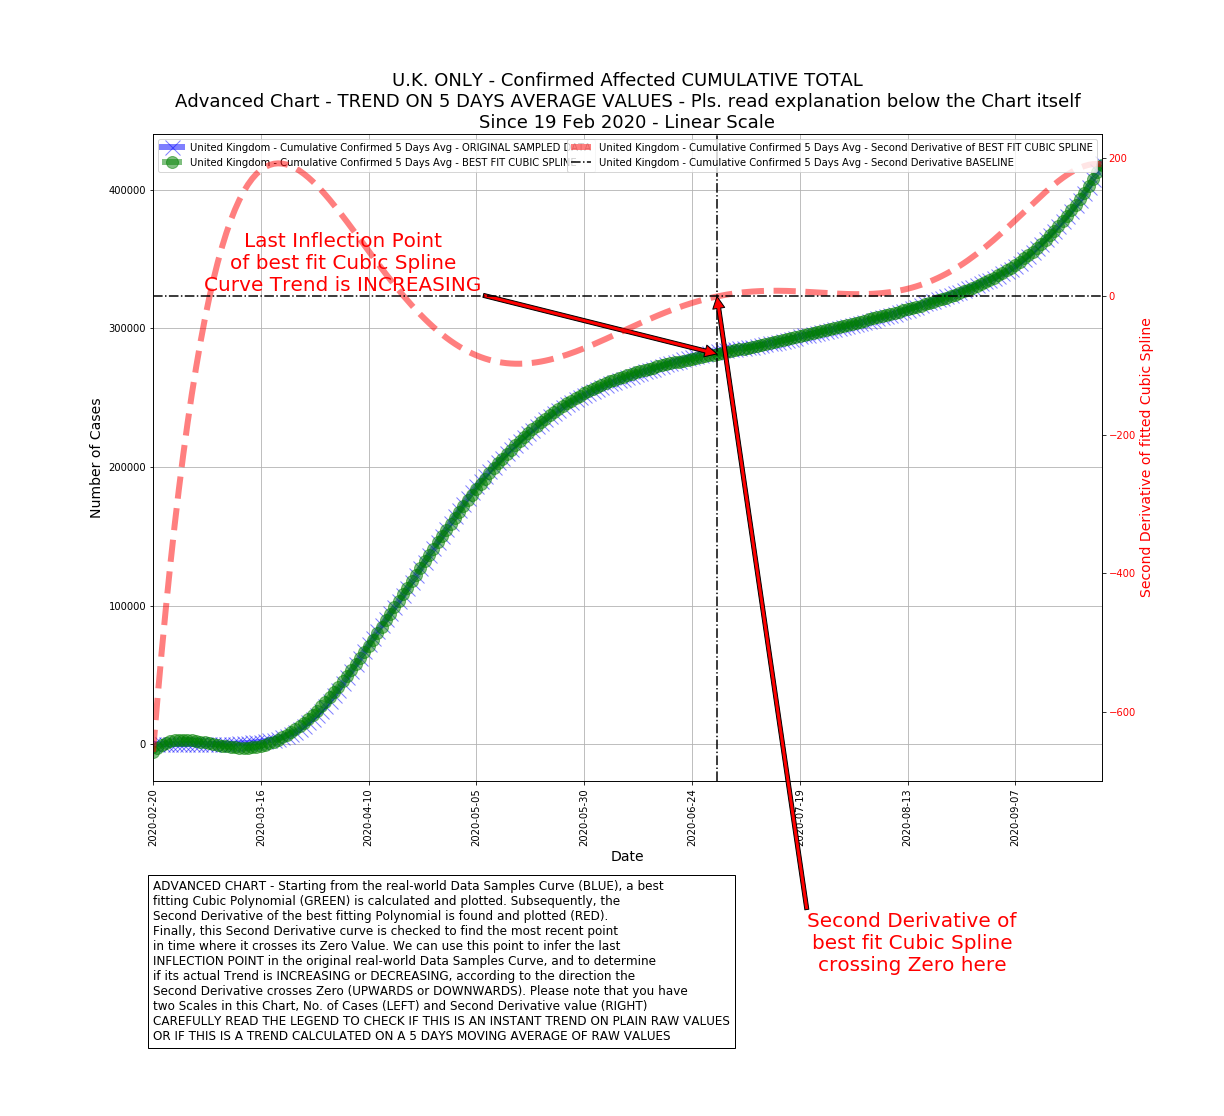 U.K. ONLY - Confirmed Affected CUMULATIVE TOTAL
Advanced Chart - TREND ON 5 DAYS AVERAGE VALUES - Pls. read explanation below the Chart itself
Since 19 Feb 2020 - Linear Scale
United Kingdom - Cumulative Confirmed 5 Days Avg - ORIGINAL SAMPLED DATA
United Kingdom - Cumulative Confirmed 5 Days Avg - BEST FIT CUBIC SPLINE
United Kingdom - Cumulative Confirmed 5 Days Avg - Second Derivative of BEST FIT CUBIC SPLINE
United Kingdom - Cumulative Confirmed 5 Days Avg - Second Derivative BASELINE
Last Inflection Point
of best fit Cubic Spline
Curve Trend is INCREASING
Number of Cases
400000
300000
200000
100000
0
200
0
−200
−400
−600
Second Derivative of fitted Cubic Spline
2020-02-20
2020-03-16
2020-04-10
2020-05-05
2020-05-30
2020-06-24
2020-07-19
2020-08-13
2020-09-07
Date
Second Derivative of
best fit Cubic Spline
crossing Zero here
ADVANCED CHART - Starting from the real-world Data Samples Curve (BLUE), a best
fitting Cubic Polynomial (GREEN) is calculated and plotted. Subsequently, the
Second Derivative of the best fitting Polynomial is found and plotted (RED).
Finally, this Second Derivative curve is checked to find the most recent point
in time where it crosses its Zero Value. We can use this point to infer the last
INFLECTION POINT in the original real-world Data Samples Curve, and to determine
if its actual Trend is INCREASING or DECREASING, according to the direction the
Second Derivative crosses Zero (UPWARDS or DOWNWARDS). Please note that you have
two Scales in this Chart, No. of Cases (LEFT) and Second Derivative value (RIGHT)
CAREFULLY READ THE LEGEND TO CHECK IF THIS IS AN INSTANT TREND ON PLAIN RAW VALUES
OR IF THIS IS A TREND CALCULATED ON A 5 DAYS MOVING AVERAGE OF RAW VALUES